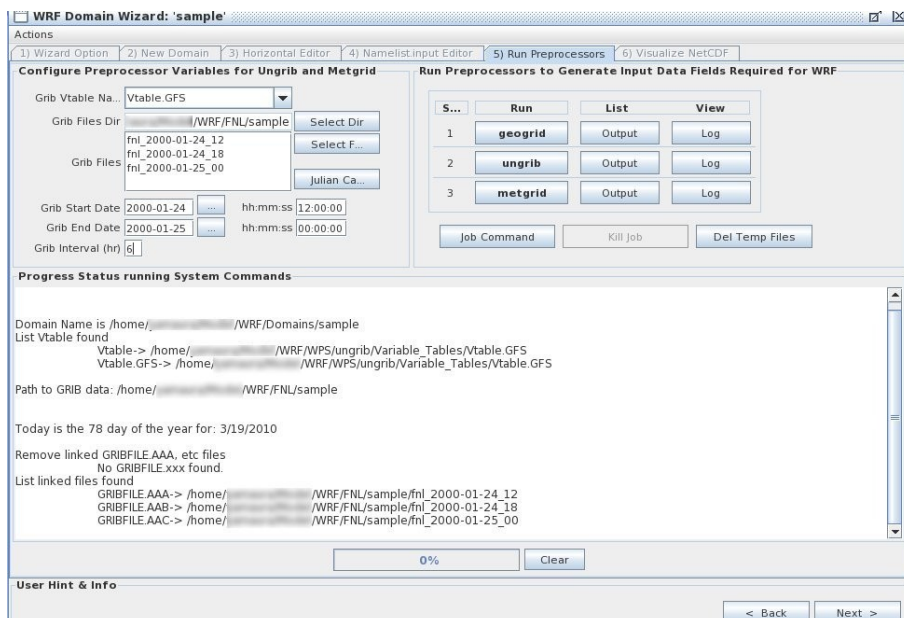 WRF Domain Wizard: 'sample'
Actions
1) Wizard Option 2) New Domain 3) Horizontal Editor 4) Namelist.input Editor 5) Run Preprocessors 6) Visualize NetCDF
Configure Preprocessor Variables for Ungrib and Metgrid
Grib Vtable Na... Vtable.GFS
Grib Files Dir /WRF/FNL/sample Select Dir
Grib Files
fnl_2000-01-24_12
fnl_2000-01-24_18
fnl_2000-01-25_00
Select F...
Julian Ca...
Grib Start Date 2000-01-24 ... hh:mm:ss 12:00:00
Grib End Date 2000-01-25 ... hh:mm:ss 00:00:00
Grib Interval (hr) 6
Run Preprocessors to Generate Input Data Fields Required for WRF
S... Run List View
1 geogrid Output Log
2 ungrib Output Log
3 metgrid Output Log
Job Command Kill Job Del Temp Files
Progress Status running System Commands
Domain Name is /home/ /WRF/Domains/sample
List Vtable found
Vtable-> /home/ /WRF/WPS/ungrib/Variable_Tables/Vtable.GFS
Vtable.GFS-> /home/ /WRF/WPS/ungrib/Variable_Tables/Vtable.GFS
Path to GRIB data: /home/ /WRF/FNL/sample
Today is the 78 day of the year for: 3/19/2010
Remove linked GRIBFILE.AAA, etc files
No GRIBFILE.xxx found.
List linked files found
GRIBFILE.AAA-> /home/ /WRF/FNL/sample/fnl_2000-01-24_12
GRIBFILE.AAB-> /home/ /WRF/FNL/sample/fnl_2000-01-24_18
GRIBFILE.AAC-> /home/ /WRF/FNL/sample/fnl_2000-01-25_00
0% Clear
User Hint & Info
< Back Next >